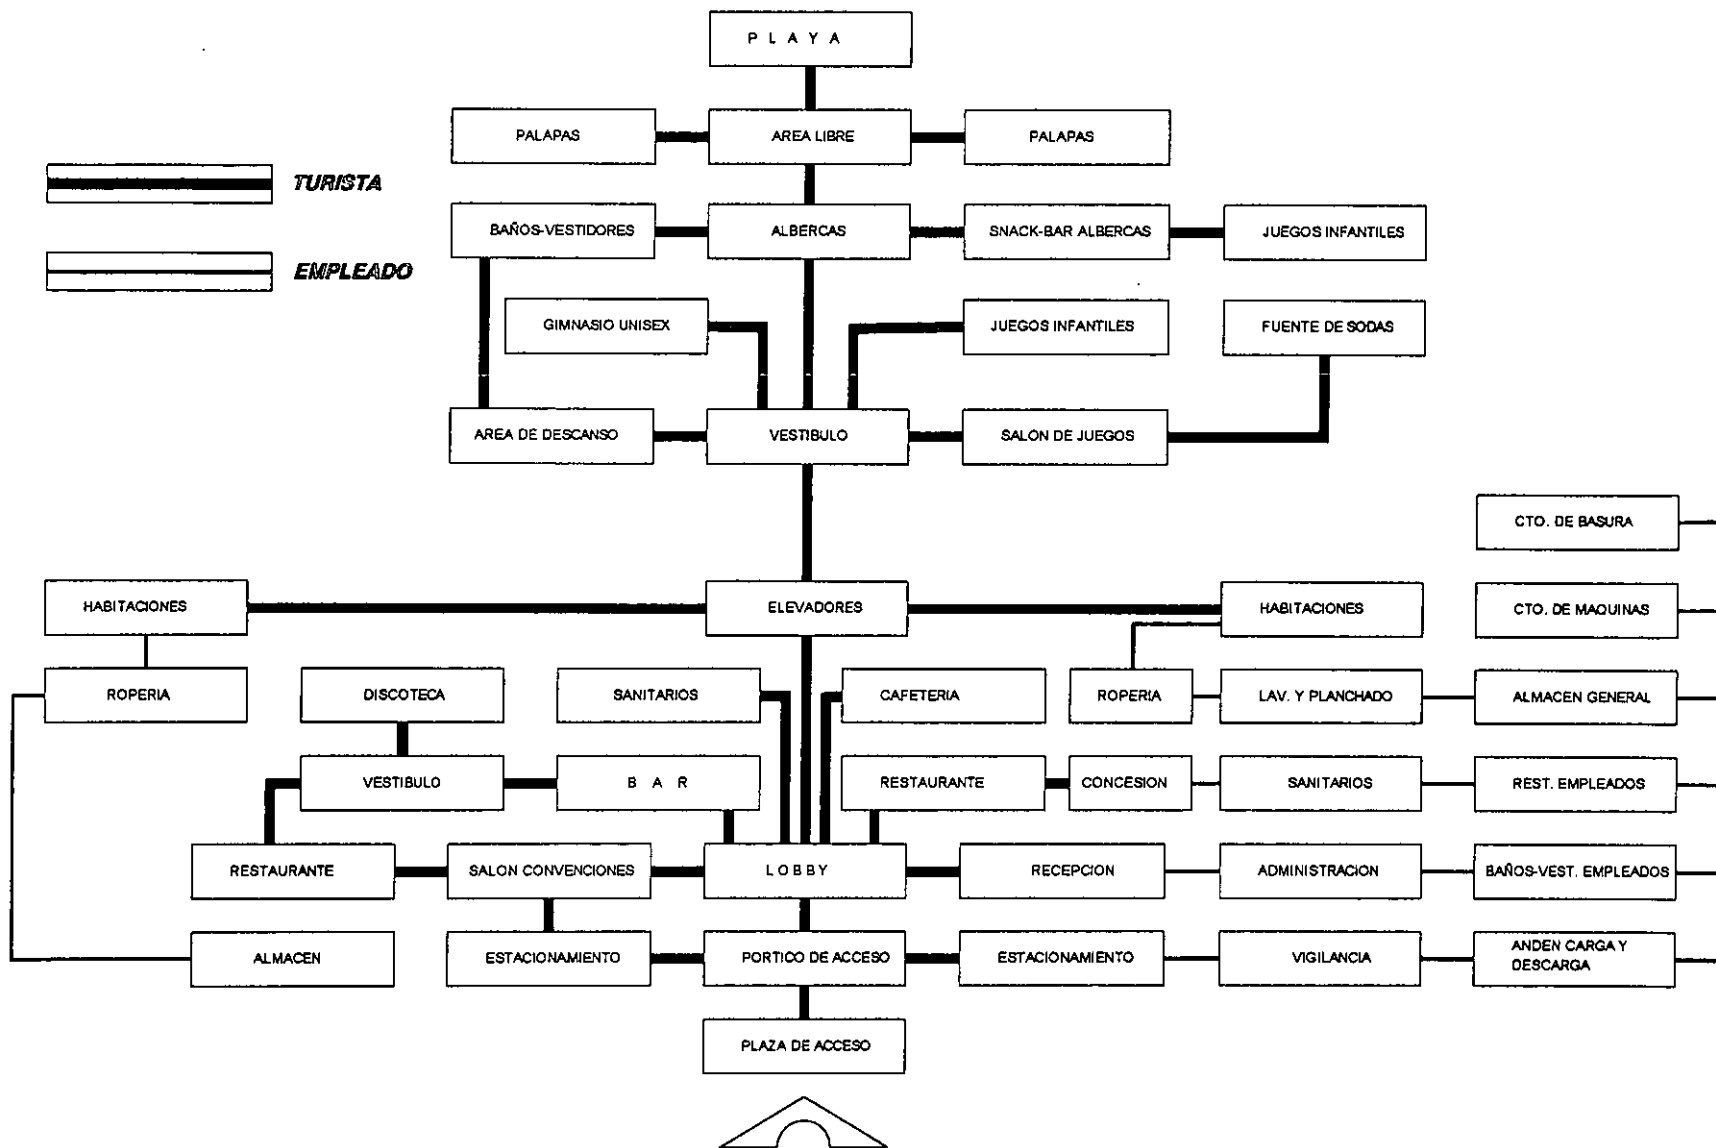 P L A Y A
PALAPAS
AREA LIBRE
PALAPAS
TURISTA
BAÑOS-VESTIDORES
ALBERCAS
SNACK-BAR ALBERCAS
JUEGOS INFANTILES
EMPLEADO
GIMNASIO UNISEX
JUEGOS INFANTILES
FUENTE DE SODAS
AREA DE DESCANSO
VESTIBULO
SALON DE JUEGOS
CTO. DE BASURA
HABITACIONES
ELEVADORES
HABITACIONES
CTO. DE MAQUINAS
ROPERIA
DISCOTECA
SANITARIOS
CAFETERIA
ROPERIA
LAV. Y PLANCHADO
ALMACEN GENERAL
VESTIBULO
B A R
RESTAURANTE
CONCESION
SANITARIOS
REST. EMPLEADOS
RESTAURANTE
SALON CONVENCIONES
L O B B Y
RECEPCION
ADMINISTRACION
BAÑOS-VEST. EMPLEADOS
ALMACEN
ESTACIONAMIENTO
PORTICO DE ACCESO
ESTACIONAMIENTO
VIGILANCIA
ANDEN CARGA Y
DESCARGA
PLAZA DE ACCESO